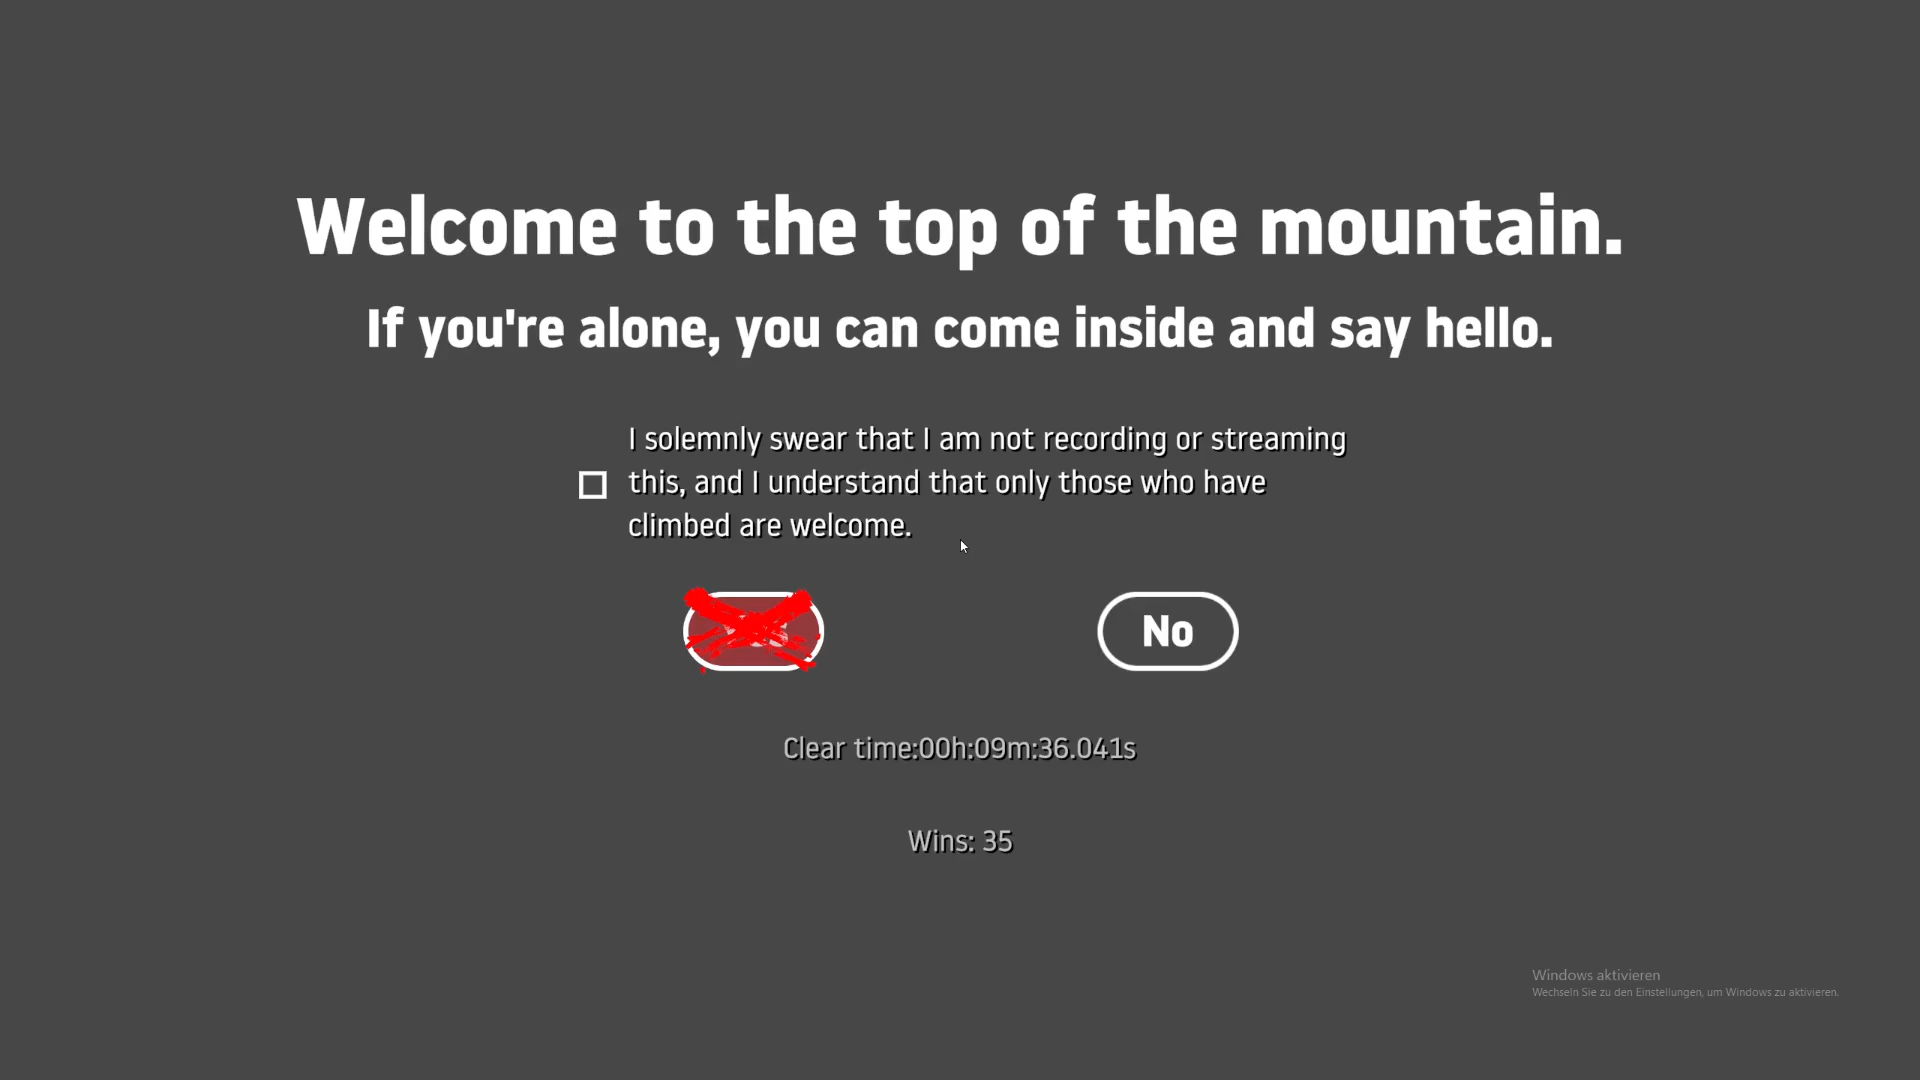 Welcome to the top of the mountain.
If you're alone, you can come inside and say hello.
I solemnly swear that I am not recording or streaming
this, and I understand that only those who have
climbed are welcome.
No
Clear time:00h:09m:36.041s
Wins: 35
Windows aktivieren
Wechseln Sie zu den Einstellungen, um Windows zu aktivieren.